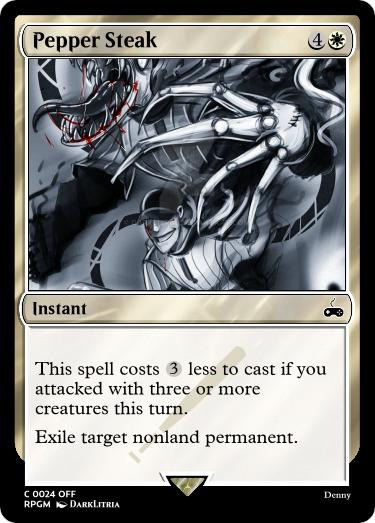 Pepper Steak 4
Instant
This spell costs 3 less to cast if you
attacked with three or more
creatures this turn.
Exile target nonland permanent.
C 0024 OFF
RPGM DarkLitria
Denny